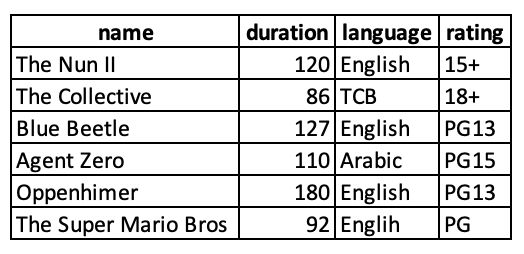 name duration language rating
The Nun II 120 English 15+
The Collective 86 TCB 18+
Blue Beetle 127 English PG13
Agent Zero 110 Arabic PG15
Oppenhimer 180 English PG13
The Super Mario Bros 92 Englih PG